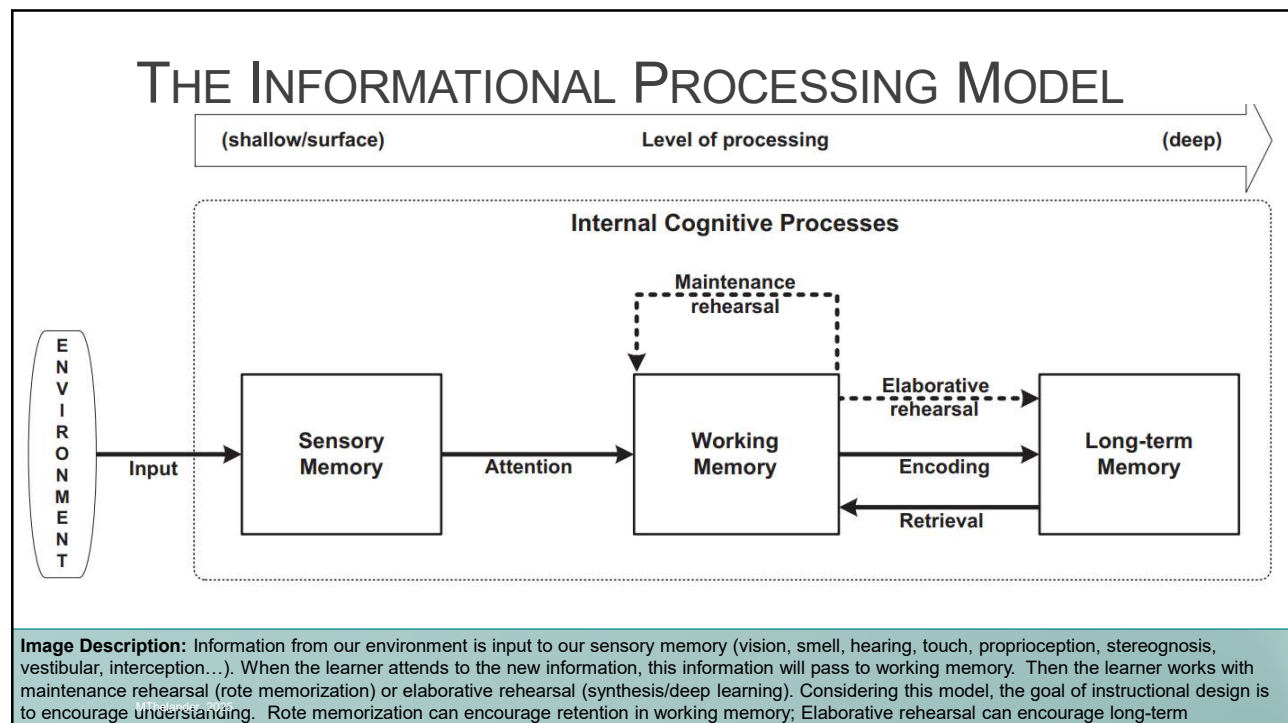 THE INFORMATIONAL PROCESSING MODEL
(shallow/surface) Level of processing (deep)
Internal Cognitive Processes
Maintenance
rehearsal
ENVIRONMENT
Input
Sensory
Memory
Attention
Working
Memory
Elaborative
rehearsal
Encoding
Retrieval
Long-term
Memory
Image Description: Information from our environment is input to our sensory memory (vision, smell, hearing, touch, proprioception, stereognosis,
vestibular, interception…). When the learner attends to the new information, this information will pass to working memory. Then the learner works with
maintenance rehearsal (rote memorization) or elaborative rehearsal (synthesis/deep learning). Considering this model, the goal of instructional design is
to encourage understanding. Rote memorization can encourage retention in working memory; Elaborative rehearsal can encourage long-term
MThelander, 2025